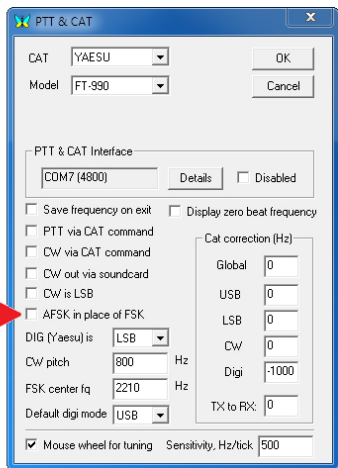 PTT & CAT
X
CAT YAESU OK
Model FT-990 Cancel
PTT & CAT Interface
COM7 (4800) Details Disabled
Save frequency on exit Display zero beat frequency
PTT via CAT command Cat correction (Hz)
CW via CAT command Global 0
CW out via soundcard
CW is LSB USB 0
AFSK in place of FSK LSB 0
DIG (Yaesu) is LSB CW 0
CW pitch 800 Hz Digi -1000
FSK center fq 2210 Hz
Default digi mode USB TX to RX: 0
Mouse wheel for tuning Sensitivity, Hz/tick 500